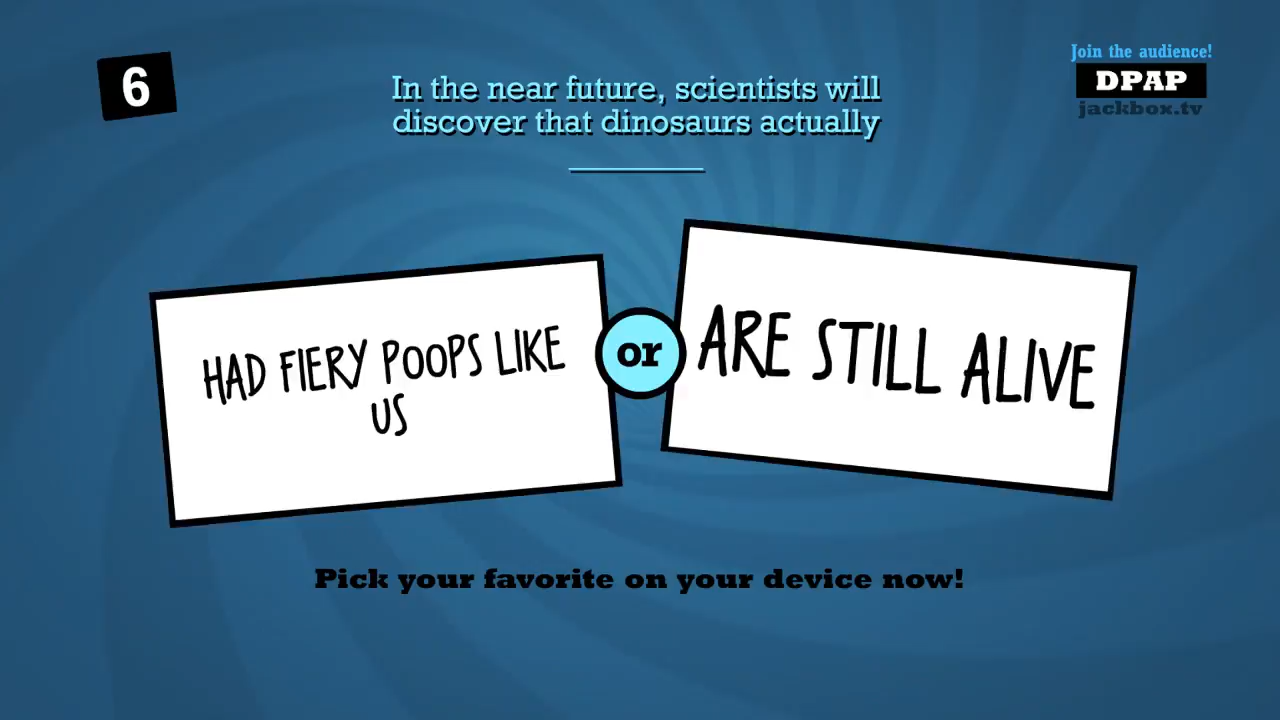 6
Join the audience!
DPAP
jackbox.tv
In the near future, scientists will
discover that dinosaurs actually
HAD FIERY POOPS LIKE
US
or
ARE STILL ALIVE
Pick your favorite on your device now!